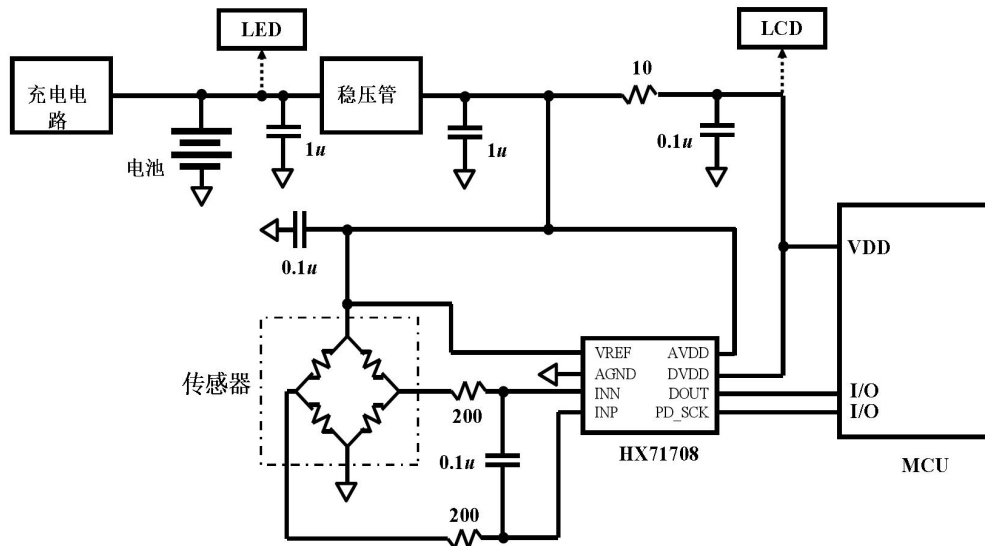 LED
LCD
充电电
路
稳压管
10
1u
1u
0.1u
电池
0.1u
VDD
传感器
VREF
AVDD
AGND
DVDD
INN
DOUT
INP
PD_SCK
I/O
I/O
200
HX71708
MCU
0.1u
200